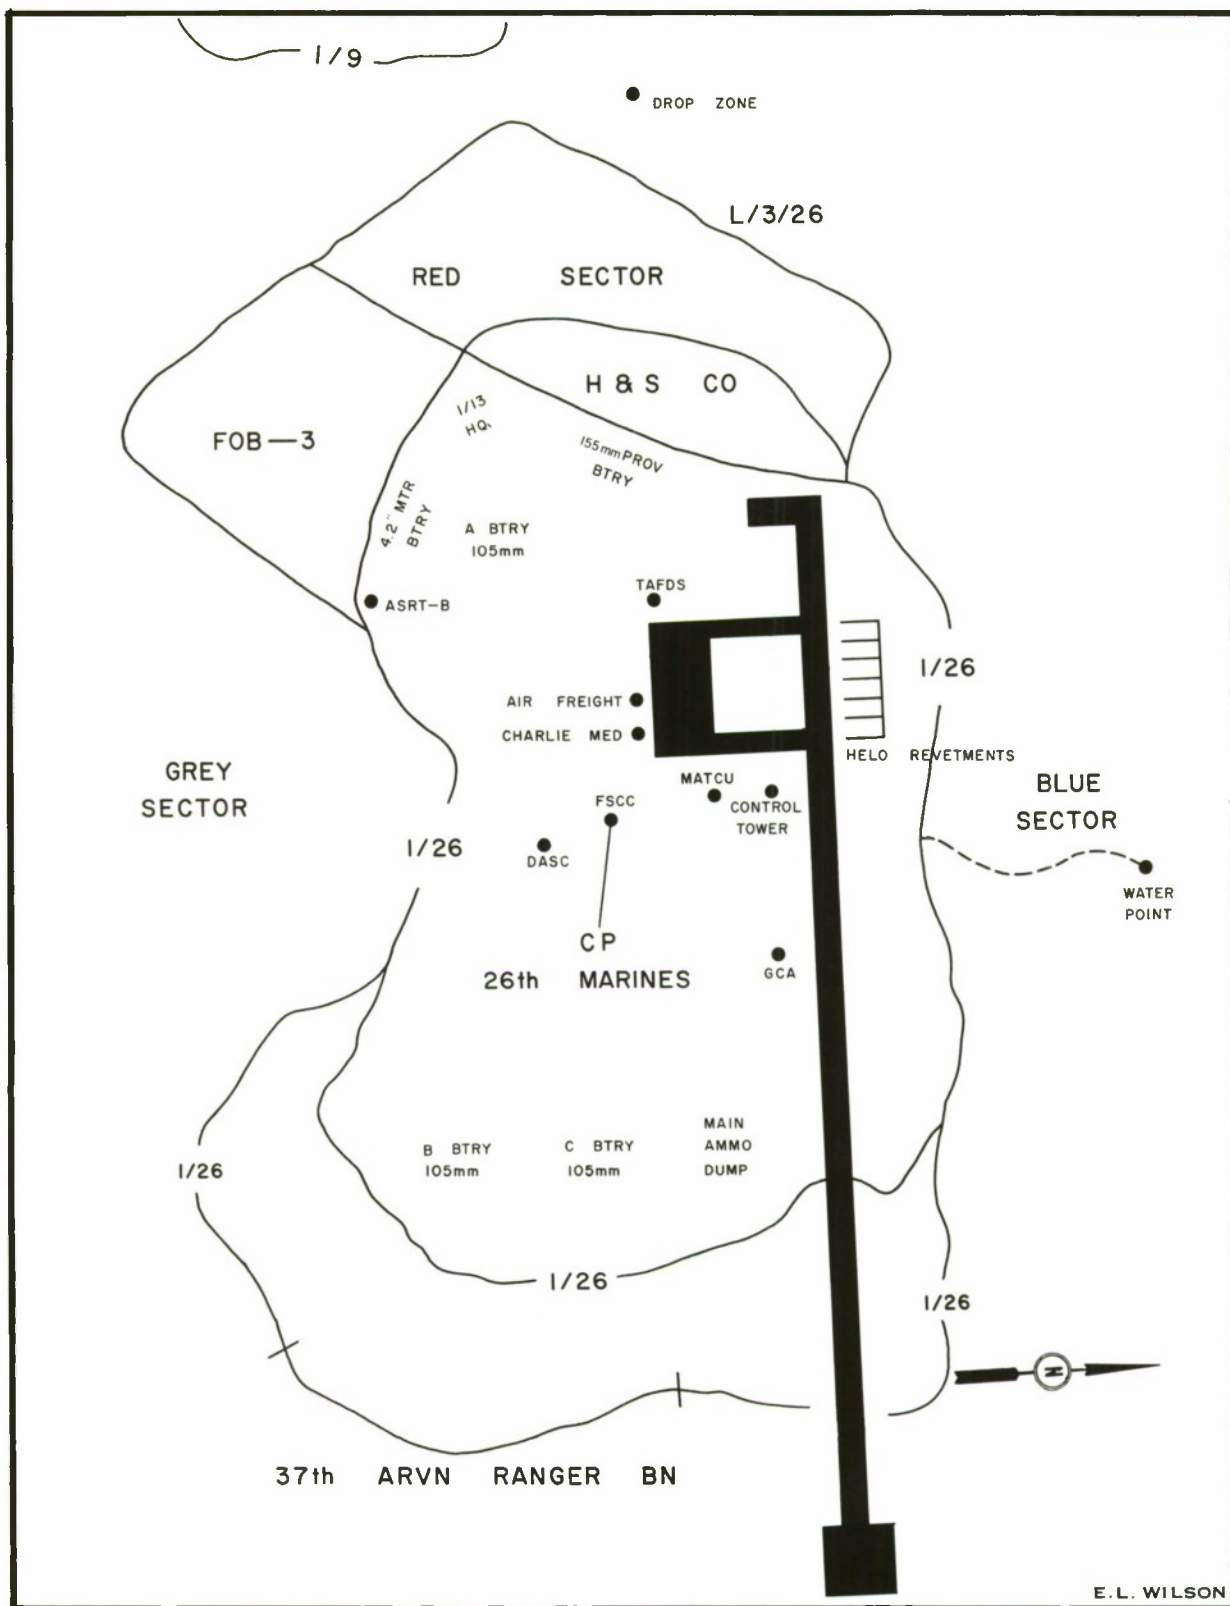 1/9
DROP ZONE
L/3/26
RED SECTOR
H & S CO
1/13
HQ.
FOB—3
155mm PROV
BTRY
4.2" MTR
BTRY
A BTRY
105mm
TAFDS
ASRT-B
1/26
AIR FREIGHT
CHARLIE MED
HELO REVETMENTS
GREY
SECTOR
MATCU
BLUE
SECTOR
FSCC
CONTROL
TOWER
1/26
DASC
WATER
POINT
CP
26th MARINES
GCA
MAIN
AMMO
DUMP
B BTRY
105mm
C BTRY
105mm
1/26
1/26
1/26
N
37th ARVN RANGER BN
E.L. WILSON